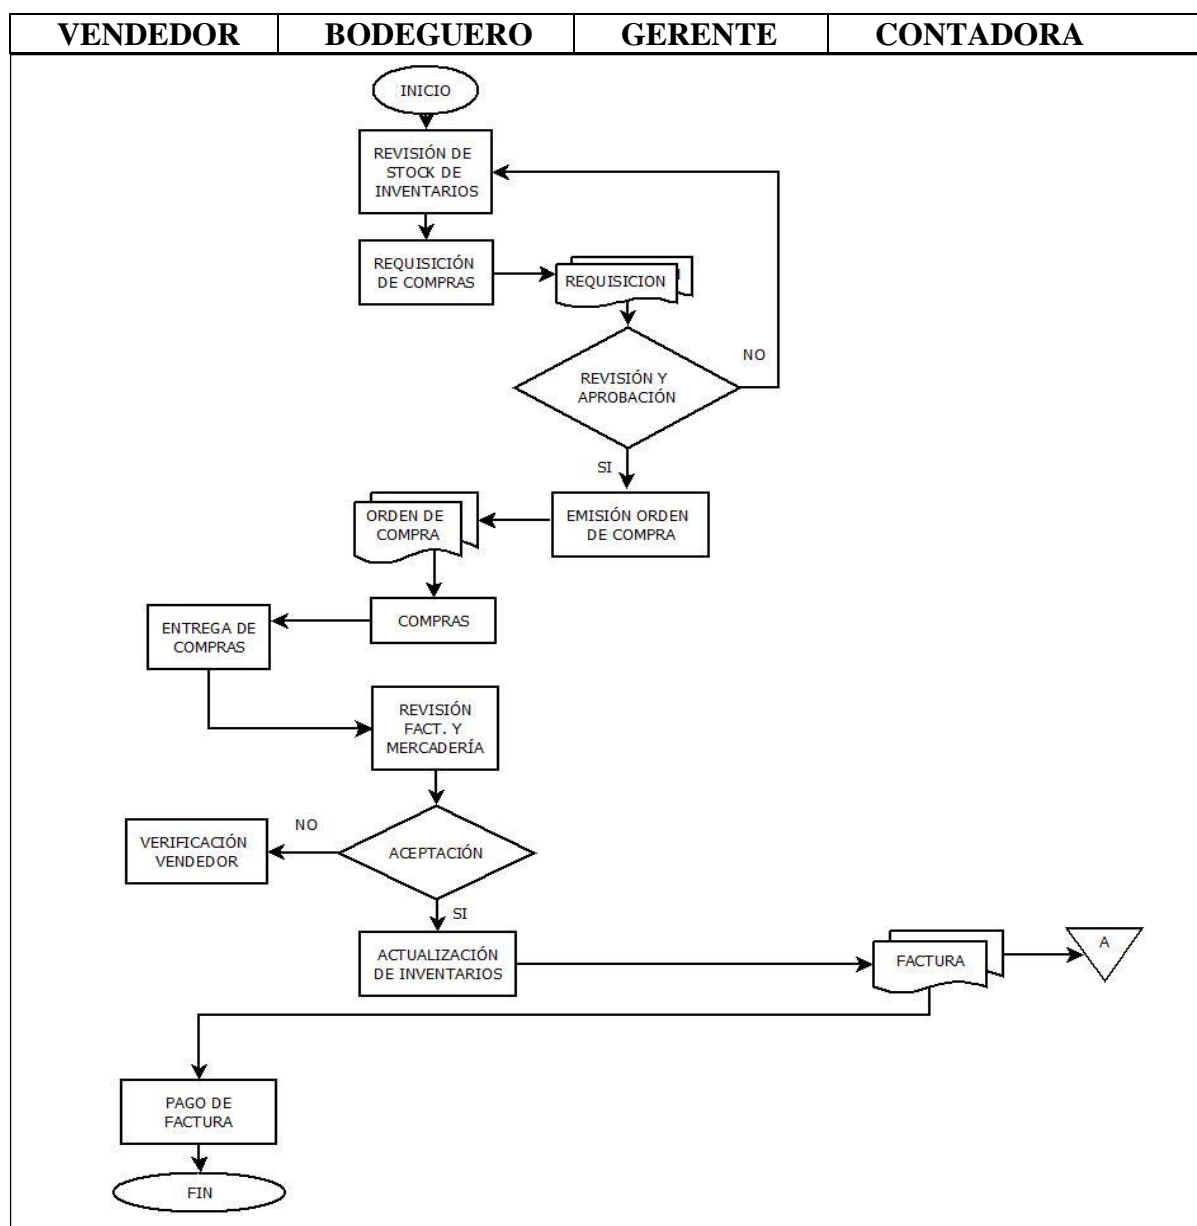 VENDEDOR BODEGUERO GERENTE CONTADORA
INICIO
REVISIÓN DE
STOCK DE
INVENTARIOS
REQUISICIÓN
DE COMPRAS
REQUISICION
NO
REVISIÓN Y
APROBACIÓN
SI
EMISIÓN ORDEN
DE COMPRA
ORDEN DE
COMPRA
COMPRAS
ENTREGA DE
COMPRAS
REVISIÓN
FACT. Y
MERCADERÍA
NO
ACEPTACIÓN
VERIFICACIÓN
VENDEDOR
SI
ACTUALIZACIÓN
DE INVENTARIOS
FACTURA
A
PAGO DE
FACTURA
FIN